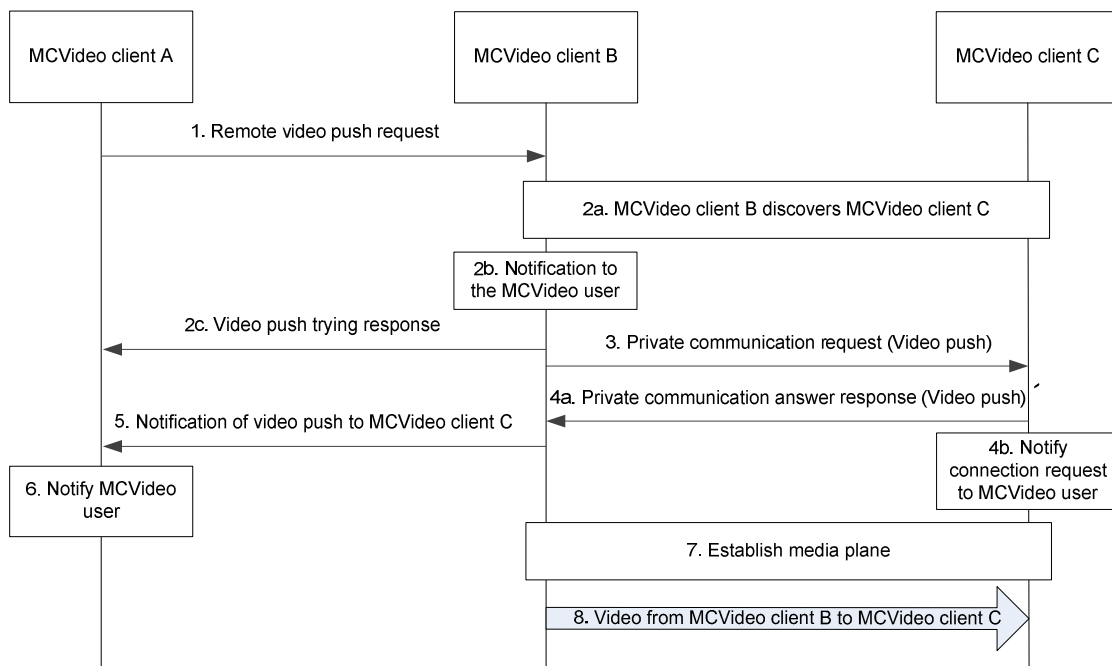 MCVideo client A
MCVideo client B
MCVideo client C
1. Remote video push request
2a. MCVideo client B discovers MCVideo client C
2b. Notification to
the MCVideo user
2c. Video push trying response
3. Private communication request (Video push)
4a. Private communication answer response (Video push)
5. Notification of video push to MCVideo client C
4b. Notify
connection request
to MCVideo user
6. Notify MCVideo
user
7. Establish media plane
8. Video from MCVideo client B to MCVideo client C